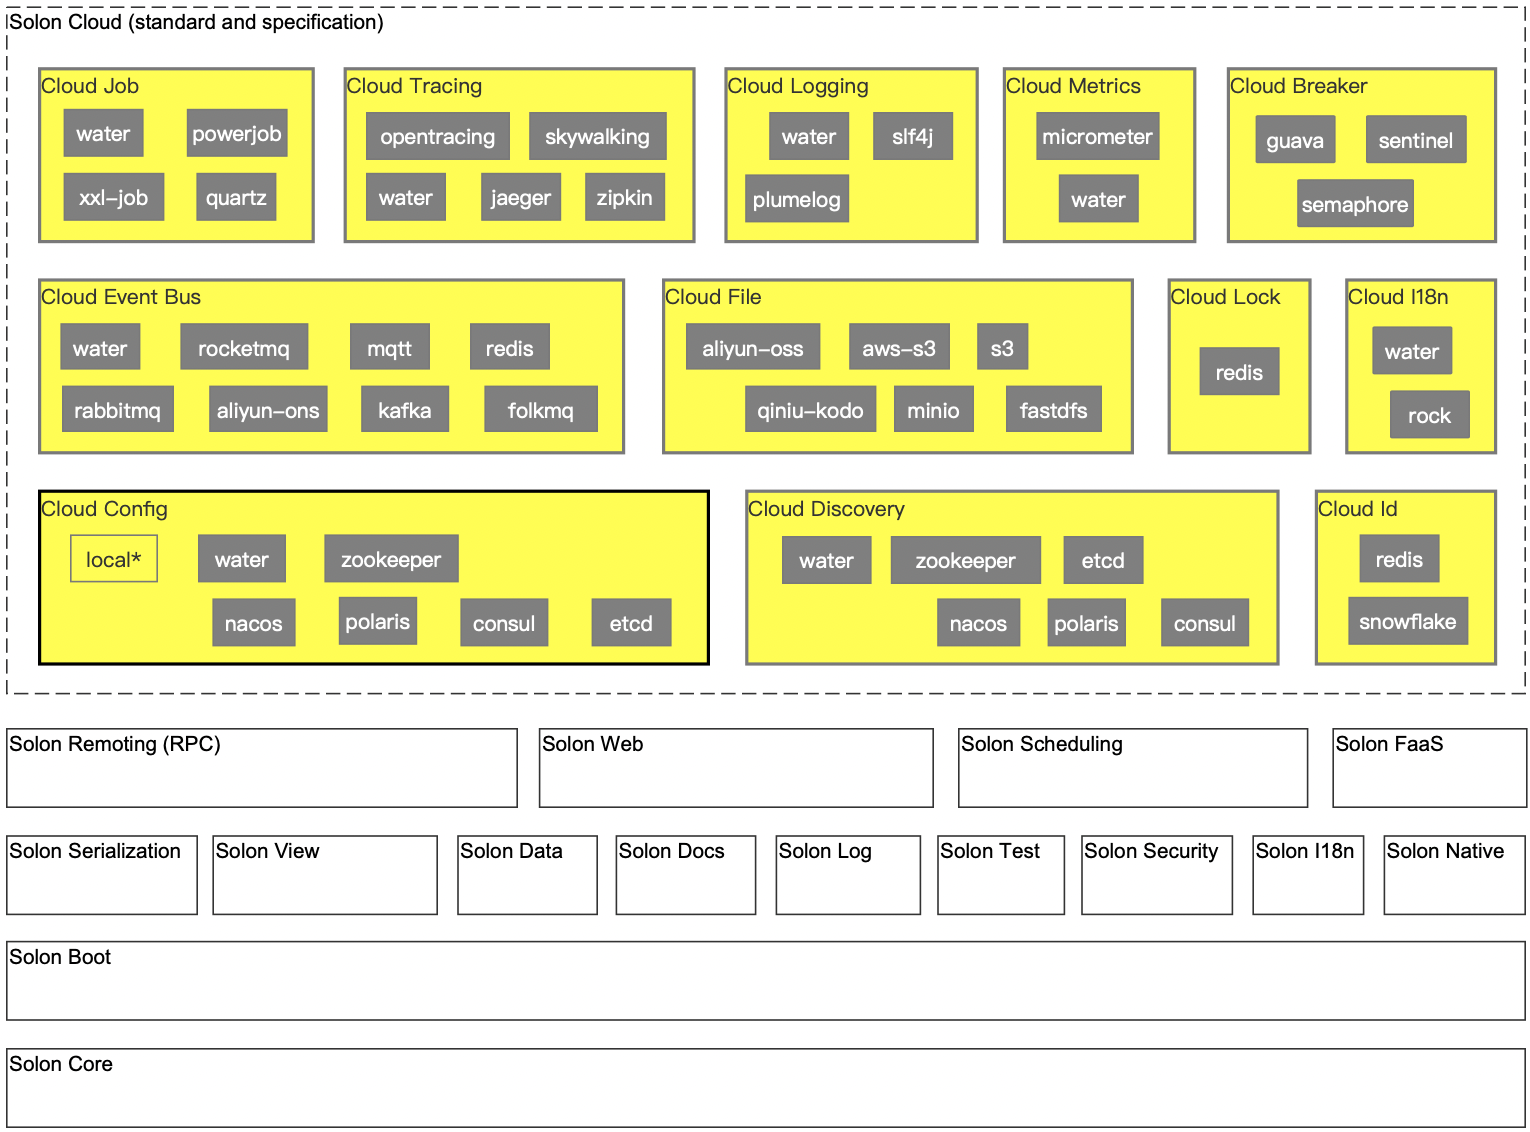 Solon Cloud (standard and specification)
Cloud Job
water
powerjob
xxl-job
quartz
Cloud Tracing
opentracing
skywalking
water
jaeger
zipkin
Cloud Logging
water
slf4j
plumelog
Cloud Metrics
micrometer
water
Cloud Breaker
guava
sentinel
semaphore
Cloud Event Bus
water
rocketmq
mqtt
redis
rabbitmq
aliyun-ons
kafka
folkmq
Cloud File
aliyun-oss
aws-s3
s3
qiniu-kodo
minio
fastdfs
Cloud Lock
redis
Cloud I18n
water
rock
Cloud Config
local*
water
zookeeper
nacos
polaris
consul
etcd
Cloud Discovery
water
zookeeper
etcd
nacos
polaris
consul
Cloud Id
redis
snowflake
Solon Remoting (RPC)
Solon Web
Solon Scheduling
Solon FaaS
Solon Serialization
Solon View
Solon Data
Solon Docs
Solon Log
Solon Test
Solon Security
Solon I18n
Solon Native
Solon Boot
Solon Core